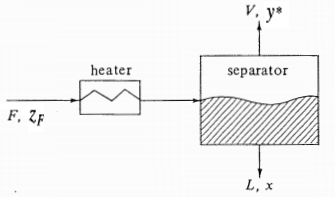 V, y*
heater
separator
F, z_F
L, x